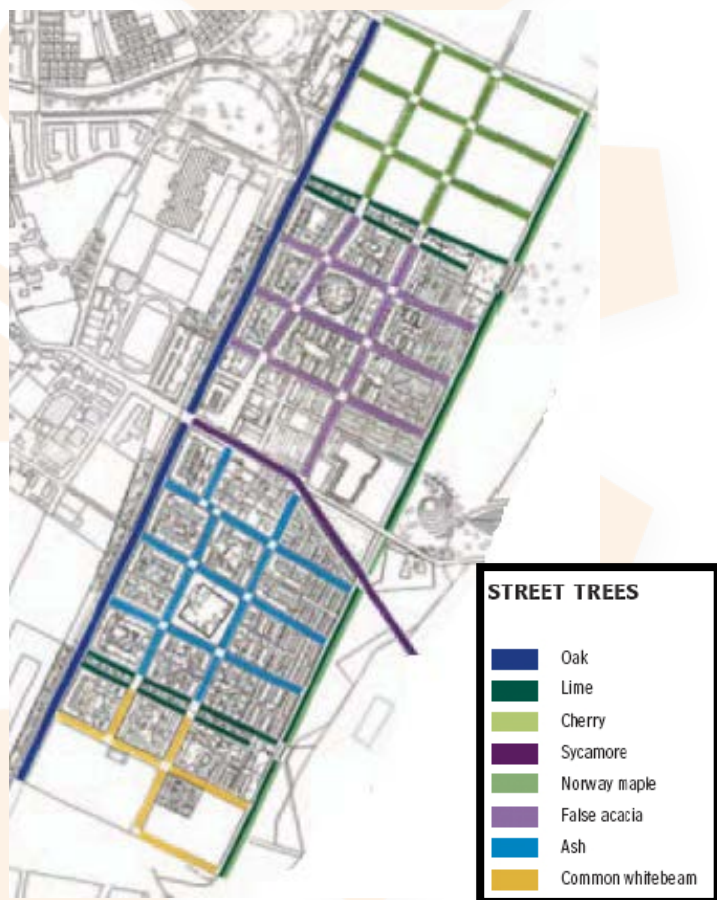 STREET TREES
Oak
Lime
Cherry
Sycamore
Norway maple
False acacia
Ash
Common whitebeam